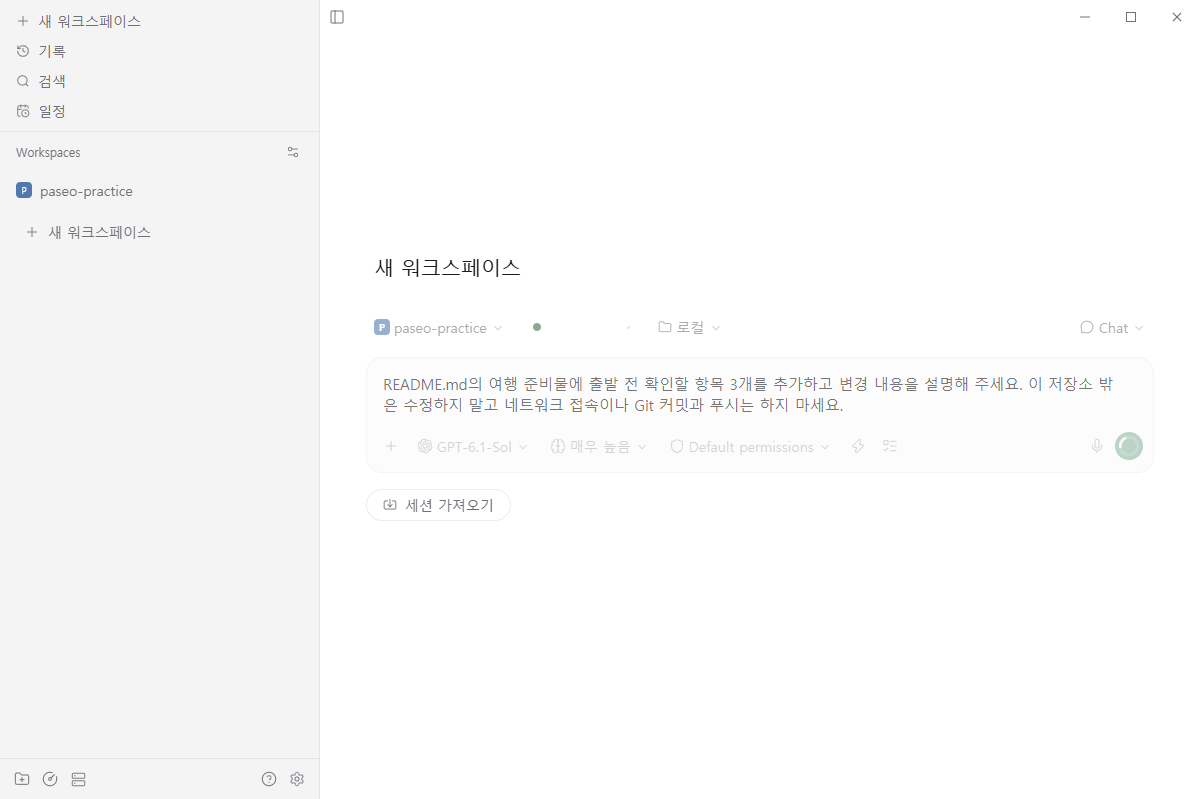 새 워크스페이스
기록
검색
일정
Workspaces
P paseo-practice
새 워크스페이스
새 워크스페이스
P paseo-practice
로컬
Chat
README.md의 여행 준비물에 출발 전 확인할 항목 3개를 추가하고 변경 내용을 설명해 주세요. 이 저장소 밖
은 수정하지 말고 네트워크 접속이나 Git 커밋과 푸시는 하지 마세요.
GPT-6.1-Sol
매우 높음
Default permissions
세션 가져오기